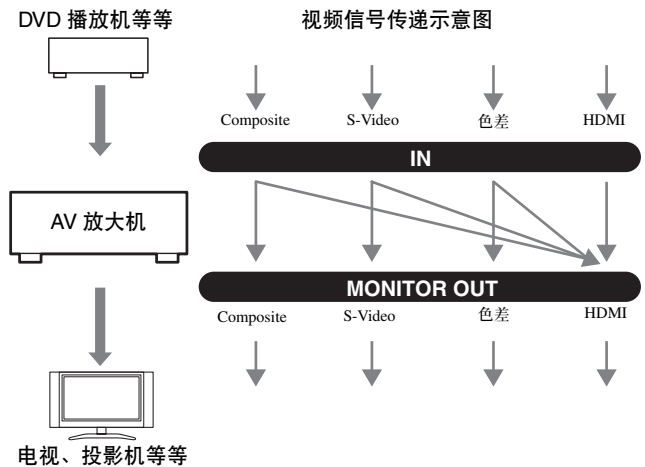 DVD 播放机等等
视频信号传递示意图
Composite
S-Video
色差
HDMI
IN
AV 放大机
MONITOR OUT
Composite
S-Video
色差
HDMI
电视、投影机等等